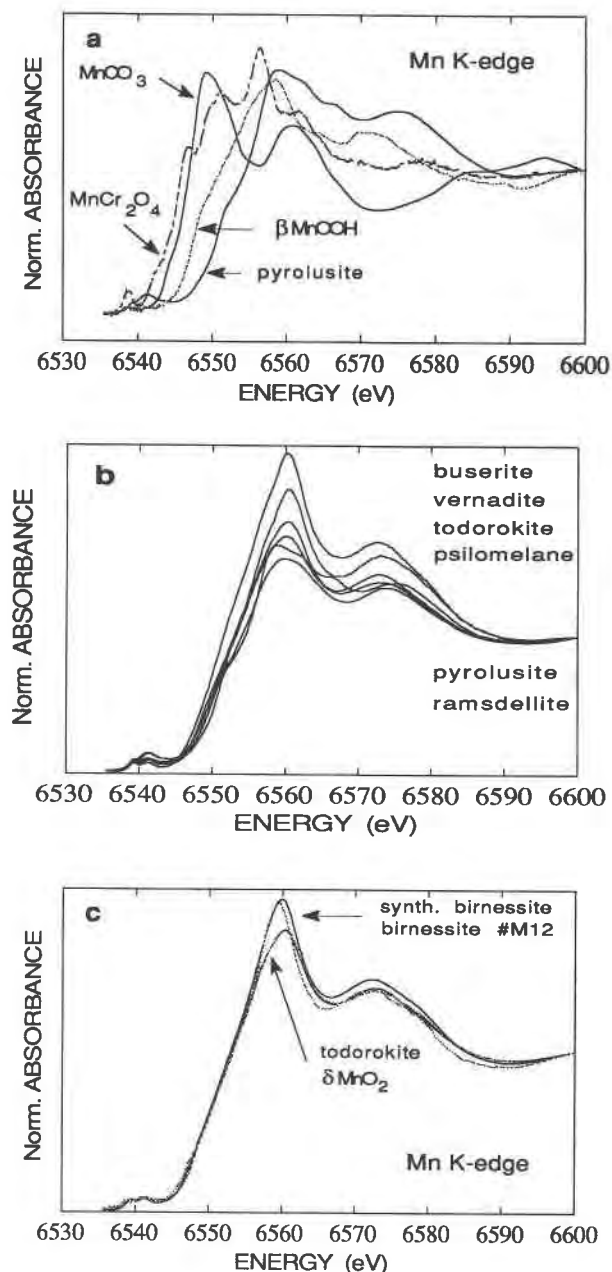 a
Mn K-edge
MnCO3
MnCr2O4
βMnOOH
pyrolusite
Norm. ABSORBANCE
6530 6540 6550 6560 6570 6580 6590 6600
ENERGY (eV)
b
buserite
vernadite
todorokite
psilomelane
pyrolusite
ramsdellite
Norm. ABSORBANCE
6530 6540 6550 6560 6570 6580 6590 6600
ENERGY (eV)
c
synth. birnessite
birnessite #M12
todorokite
δMnO2
Mn K-edge
Norm. ABSORBANCE
6530 6540 6550 6560 6570 6580 6590 6600
ENERGY (eV)